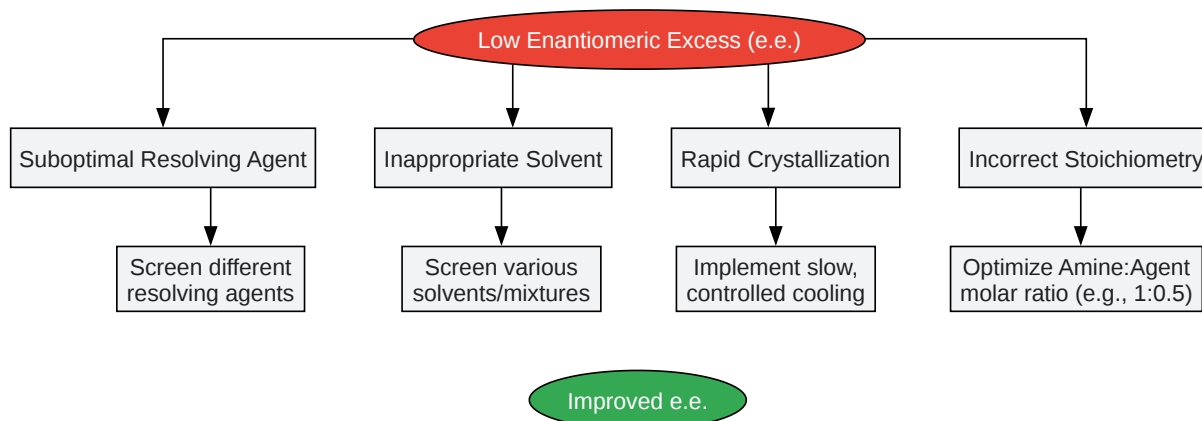 Low Enantiomeric Excess (e.e.)
Suboptimal Resolving Agent
Inappropriate Solvent
Rapid Crystallization
Incorrect Stoichiometry
Screen different
resolving agents
Screen various
solvents/mixtures
Implement slow,
controlled cooling
Optimize Amine:Agent
molar ratio (e.g., 1:0.5)
Improved e.e.